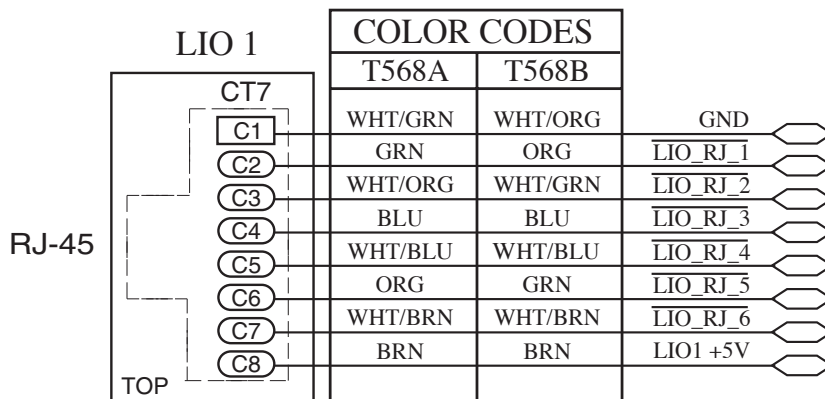 LIO 1
COLOR CODES
T568A T568B
CT7
C1 WHT/GRN WHT/ORG GND
C2 GRN ORG LIO_RJ_1
C3 WHT/ORG WHT/GRN LIO_RJ_2
C4 BLU BLU LIO_RJ_3
RJ-45
C5 WHT/BLU WHT/BLU LIO_RJ_4
C6 ORG GRN LIO_RJ_5
C7 WHT/BRN WHT/BRN LIO_RJ_6
C8 BRN BRN LIO1 +5V
TOP